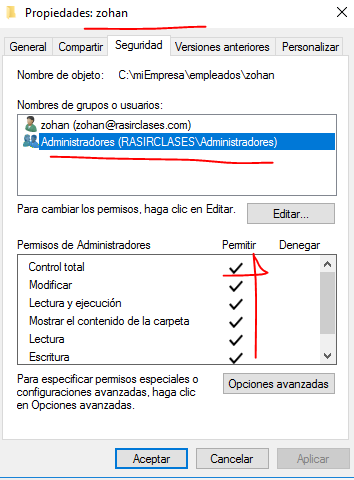 Propiedades: zohan
General Compartir Seguridad Versiones anteriores Personalizar
Nombre de objeto: C:\miEmpresa\empleados\zohan
Nombres de grupos o usuarios:
zohan (zohan@rasirclases.com)
Administradores (RASIRCLASES\Administradores)
Para cambiar los permisos, haga clic en Editar.
Editar...
Permisos de Administradores Permitir Denegar
Control total
Modificar
Lectura y ejecución
Mostrar el contenido de la carpeta
Lectura
Escritura
Para especificar permisos especiales o
configuraciones avanzadas, haga clic
en Opciones avanzadas.
Opciones avanzadas
Aceptar Cancelar Aplicar